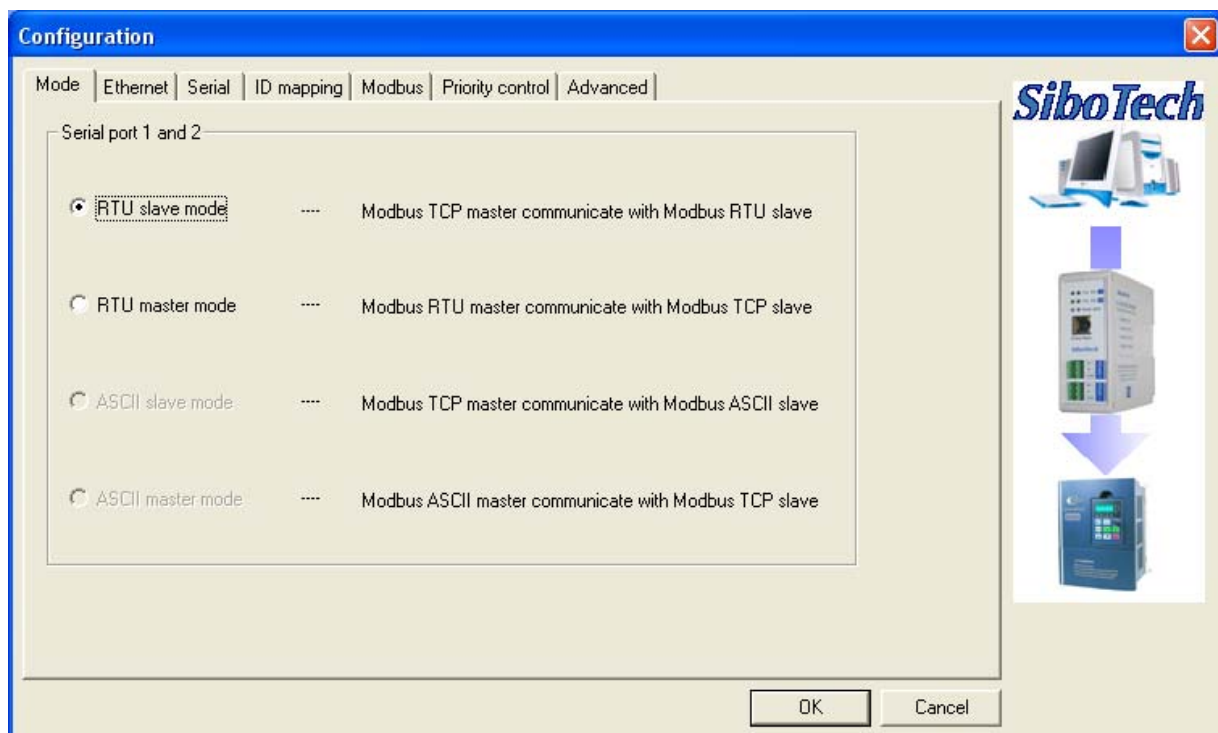 Configuration
Mode Ethernet Serial ID mapping Modbus Priority control Advanced
SiboTech
Serial port 1 and 2
RTU slave mode ---- Modbus TCP master communicate with Modbus RTU slave
RTU master mode ---- Modbus RTU master communicate with Modbus TCP slave
ASCII slave mode ---- Modbus TCP master communicate with Modbus ASCII slave
ASCII master mode ---- Modbus ASCII master communicate with Modbus TCP slave
OK Cancel